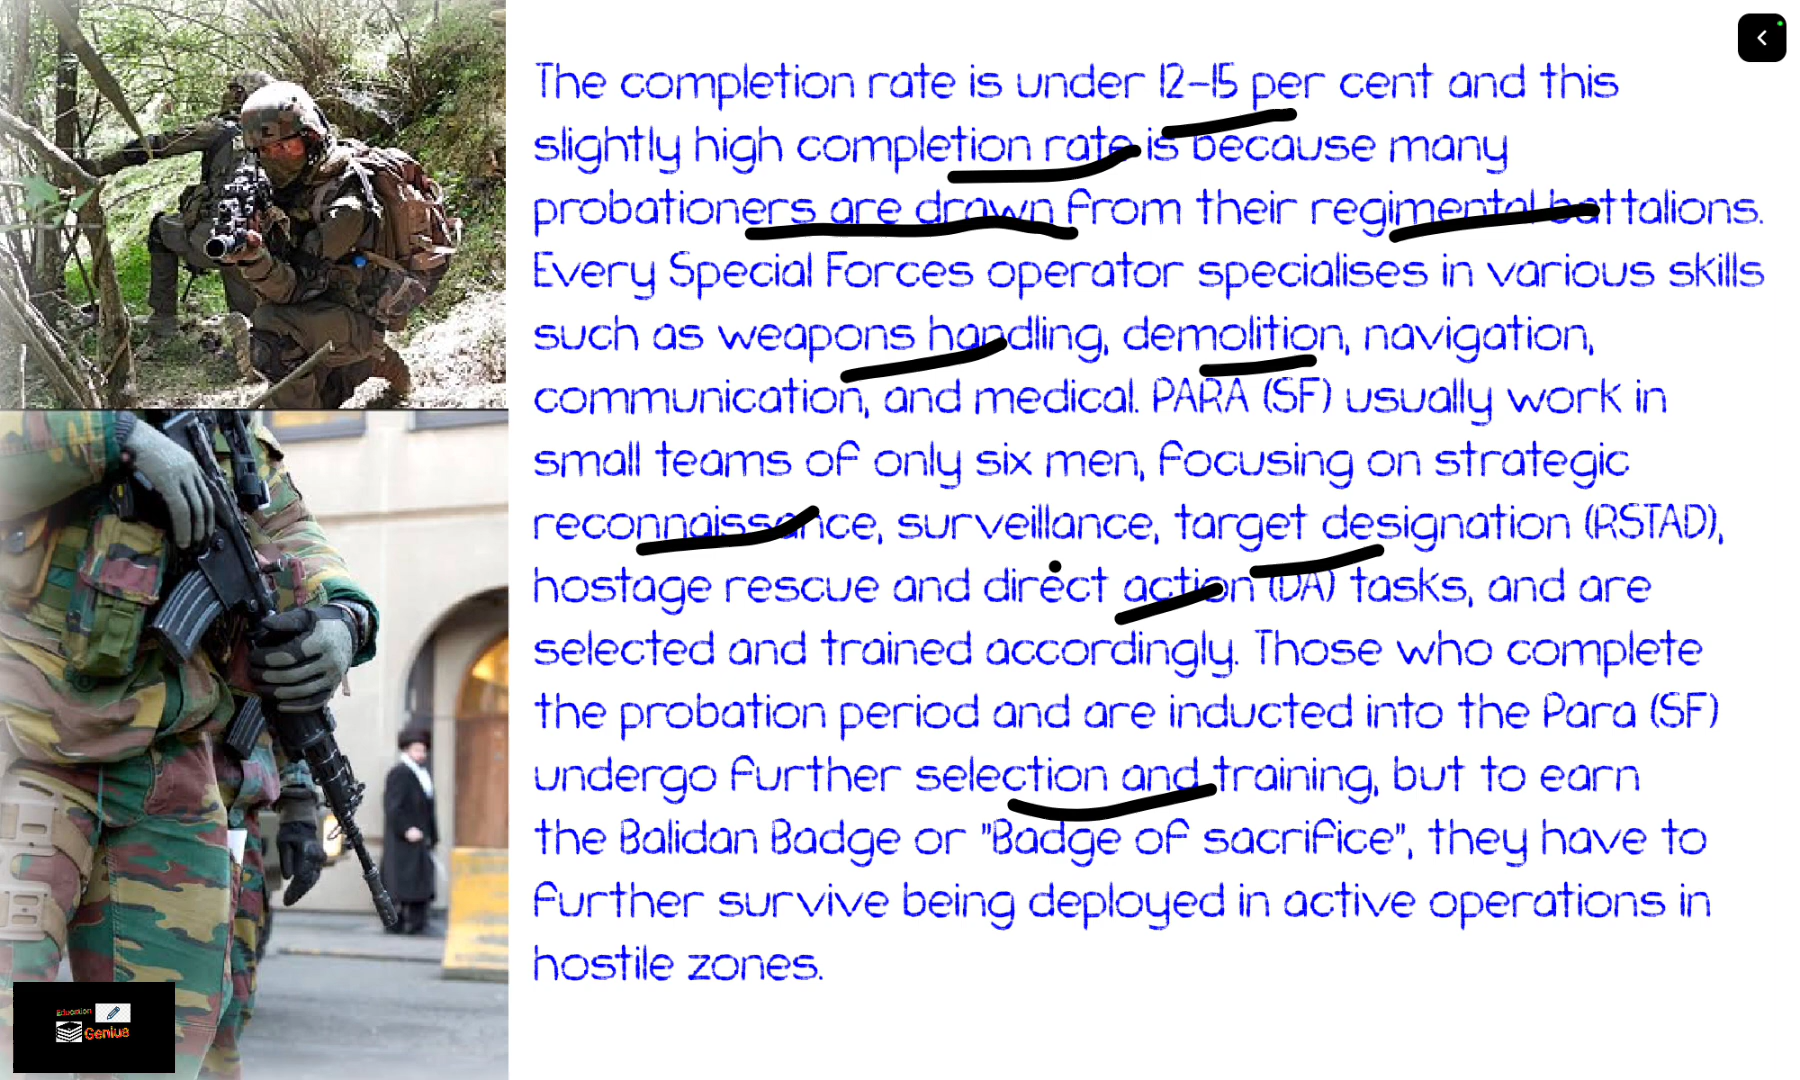 The completion rate is under 12-15 per cent and this
slightly high completion rate is because many
probationers are drawn from their regimental battalions.
Every Special Forces operator specialises in various skills
such as weapons handling, demolition, navigation,
communication, and medical. PARA (SF) usually work in
small teams of only six men, focusing on strategic
reconnaissance, surveillance, target designation (RSTAD),
hostage rescue and direct action (DA) tasks, and are
selected and trained accordingly. Those who complete
the probation period and are inducted into the Para (SF)
undergo further selection and training, but to earn
the Balidan Badge or "Badge of sacrifice", they have to
further survive being deployed in active operations in
hostile zones.
Education
Genius